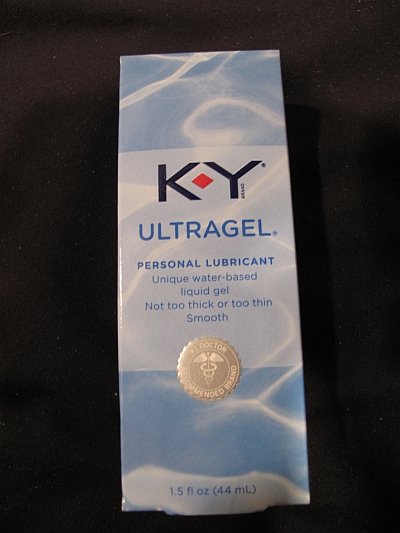 K-Y®
BRAND
ULTRAGEL®
PERSONAL LUBRICANT
Unique water-based
liquid gel
Not too thick or too thin
Smooth
#1 DOCTOR
RECOMMENDED BRAND
1.5 fl oz (44 mL)